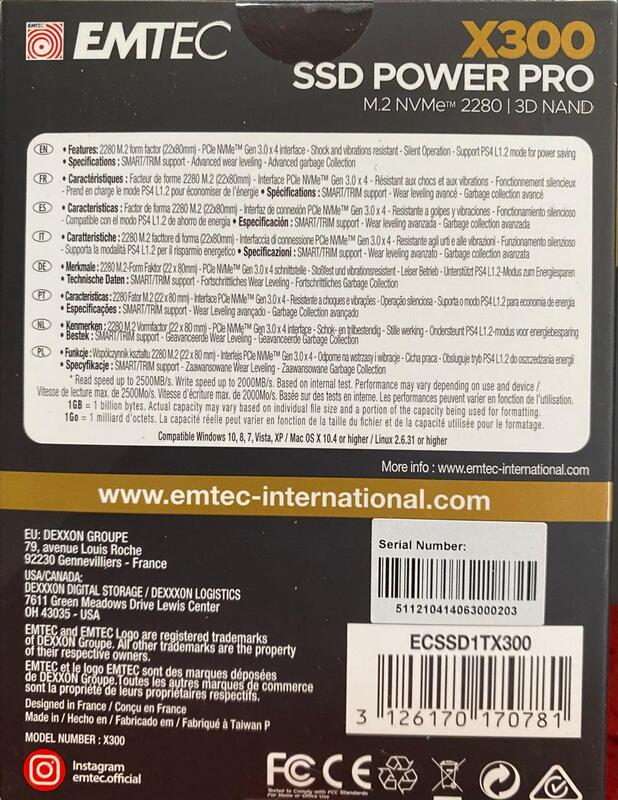 EMTEC
EMTEC
X300
SSD POWER PRO
M.2 NVMe™ 2280 | 3D NAND
EN • Features: 2280 M.2 form factor (22x80mm) - PCIe NVMe™ Gen 3.0 x 4 interface - Shock and vibrations resistant - Silent Operation - Support PS4 L1.2 mode for power saving
• Specifications : SMART/TRIM support - Advanced wear leveling - Advanced garbage Collection
FR • Caractéristiques : Facteur de forme 2280 M.2 (22x80mm) - Interface PCIe NVMe™ Gen 3.0 x 4 - Résistant aux chocs et aux vibrations - Fonctionnement silencieux
- Prend en charge le mode PS4 L1.2 pour économiser de l'énergie • Spécifications : SMART/TRIM support - Wear leveling avancé - Garbage collection avancé
ES • Características : Factor de forma 2280 M.2 (22x80mm) - Interfaz de conexión PCIe NVMe™ Gen 3.0 x 4 - Resistante a golpes y vibraciones - Funcionamiento silencioso
- Compatible con el modo PS4 L1.2 de ahorro de energía • Especificación : SMART/TRIM support - Wear leveling avanzada - Garbage collection avanzada
IT • Caratteristiche : 2280 M.2 fattore di forma (22x80mm) - Interfaccia di connessione PCIe NVMe™ Gen 3.0 x 4 - Resistente agli urti e alle vibrazioni - Funzionamento silenzioso
- Supporta la modalità PS4 L1.2 per il risparmio energetico • Specificazioni : SMART/TRIM support - Wear leveling avanzato - Garbage collection avanzata
DE • Merkmale : 2280 M.2-Form Faktor (22 x 80 mm) - PCIe NVMe™ Gen 3.0 x 4 schnittstelle - Stoßfest und vibrationsresistent - Leiser Betrieb - Unterstützt PS4 L1.2-Modus zum Energiesparen
• Technische Daten : SMART/TRIM support - Fortschrittliches Wear Leveling - Fortschrittliches Garbage Collection
PT • Características : 2280 Fator M.2 (22 x 80 mm) - Interface PCIe NVMe™ Gen 3.0 x 4 - Resistente a choques e vibrações - Operação silenciosa - Suporta o modo PS4 L1.2 para economia de energia
• Especificações : SMART/TRIM support - Wear leveling avançado - Garbage Collection avançado
NL • Kenmerken : 2280 M.2 Vormfactor (22 x 80 mm) - PCIe NVMe™ Gen 3.0 x 4 interface - Schok- en trilbestendig - Stille werking - Ondersteunt PS4 L1.2-modus voor energiebesparing
• Bestek : SMART/TRIM support - Geavanceerde Wear Leveling - Geavanceerde Garbage Collection
PL • Funkcje : Współczynnik kształtu 2280 M.2 (22 x 80 mm) - Interfejs PCIe NVMe™ Gen 3.0 x 4 - Odporne na wstrząsy i wibracje - Cicha praca - Obsługuje tryb PS4 L1.2 do oszczędzania energii
• Specyfikacje : SMART/TRIM support - Zaawansowane Wear Leveling - Zaawansowane Garbage Collection
* Read speed up to 2500MB/s. Write speed up to 2000MB/s. Based on internal test. Performance may vary depending on use and device /
Vitesse de lecture max. de 2500Mo/s. Vitesse d'écriture max. de 2000Mo/s. Basée sur des tests en interne. Les performances peuvent varier en fonction de l'utilisation.
1GB = 1 billion bytes. Actual capacity may vary based on individual file size and a portion of the capacity being used for formatting.
1Go = 1 milliard d'octets. La capacité réelle peut varier en fonction de la taille du fichier et de la capacité utilisée pour le formatage.
Compatible Windows 10, 8, 7, Vista, XP / Mac OS X 10.4 or higher / Linux 2.6.31 or higher
More info : www.emtec-international.com
www.emtec-international.com
EU: DEXXON GROUPE
79, avenue Louis Roche
92230 Gennevilliers - France
USA/CANADA:
DEXXXON DIGITAL STORAGE / DEXXXON LOGISTICS
7611 Green Meadows Drive Lewis Center
OH 43035 - USA
EMTEC and EMTEC Logo are registered trademarks
of DEXXON Groupe. All other trademarks are the property
of their respective owners.
EMTEC et le logo EMTEC sont des marques déposées
de DEXXON Groupe.Toutes les autres marques de commerce
sont la propriété de leurs propriétaires respectifs.
Designed in France / Conçu en France
Made in / Hecho en / Fabricado em / Fabriqué à Taiwan P
MODEL NUMBER : X300
Instagram
emtec.official
Serial Number:
511210414063000203
ECSSD1TX300
3 126170 170781
FC CE
Tested to Comply with FCC Standards
For Home or Office Use